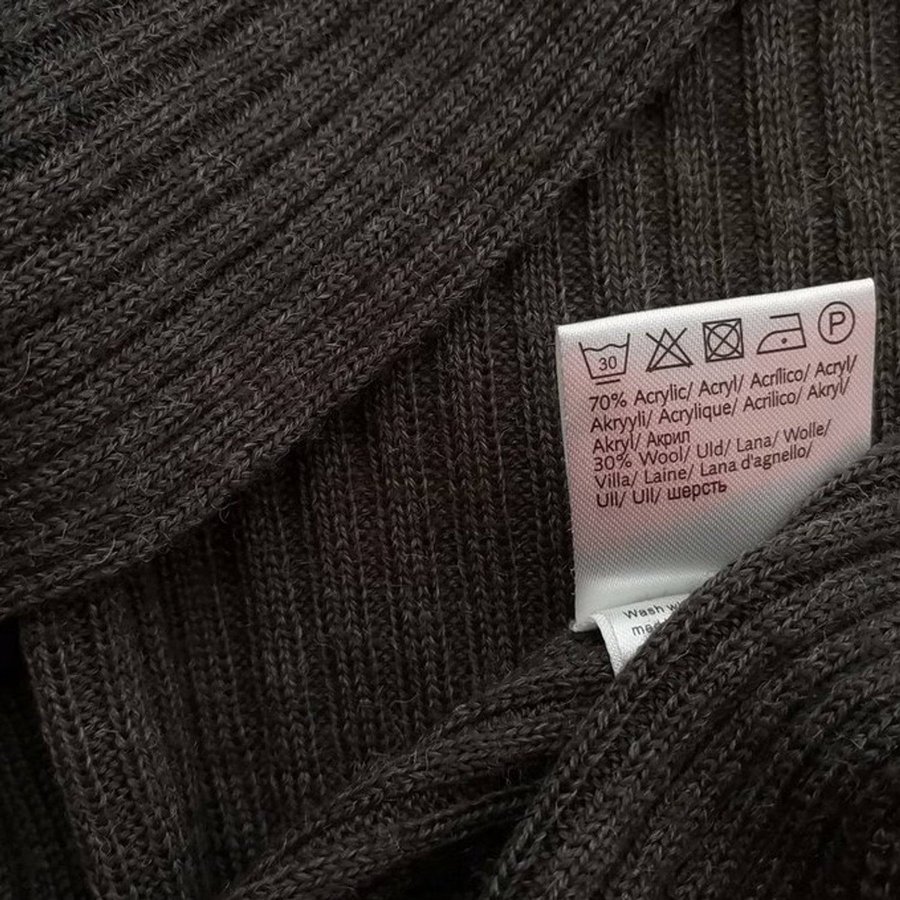 30 P
70% Acrylic/ Acryl/ Acrílico/ Acryl/
Akryyli/ Acrylique/ Acrilico/ Akryl/
Akryl/ Акрил
30% Wool/ Uld/ Lana/ Wolle/
Villa/ Laine/ Lana d'agnello/
Ull/ Ull/ шерсть
Wash